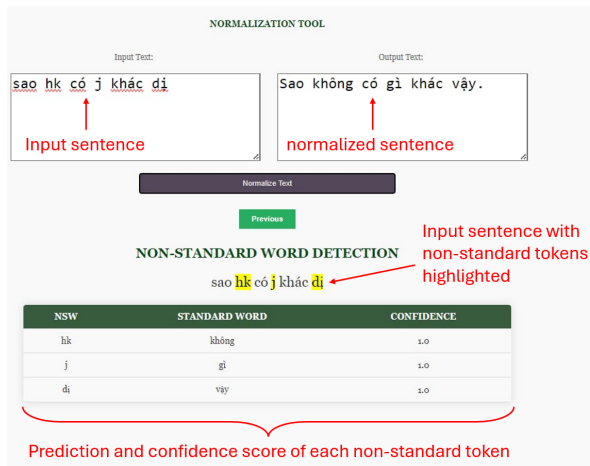 NORMALIZATION TOOL
Input Text:
Output Text:
sao hk có j khác dị
Sao không có gì khác vậy.
Input sentence
normalized sentence
Normalize Text
Previous
Input sentence with
non-standard tokens
highlighted
NON-STANDARD WORD DETECTION
sao hk có j khác dị
NSW STANDARD WORD CONFIDENCE
hk không 1.0
j gì 1.0
dị vậy 1.0
Prediction and confidence score of each non-standard token